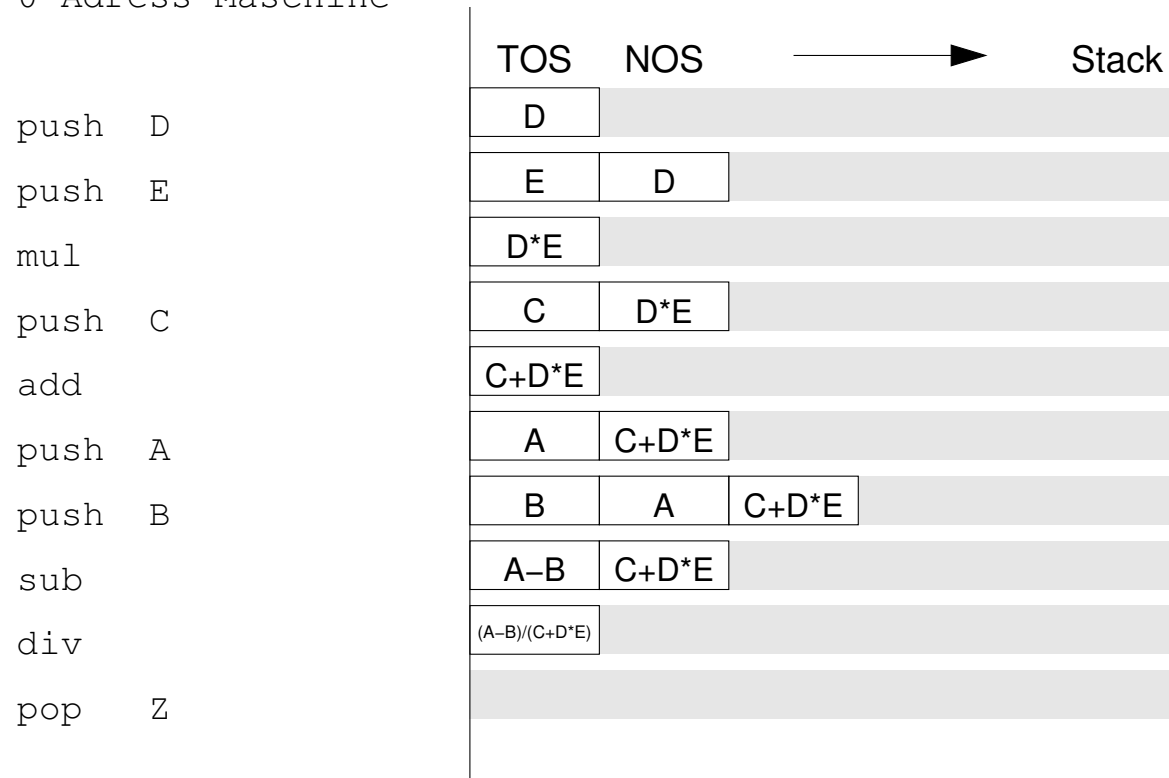 0 Adress Maschine
TOS NOS Stack
push D D
push E E D
mul D*E
push C C D*E
add C+D*E
push A A C+D*E
push B B A C+D*E
sub A−B C+D*E
div (A−B)/(C+D*E)
pop Z